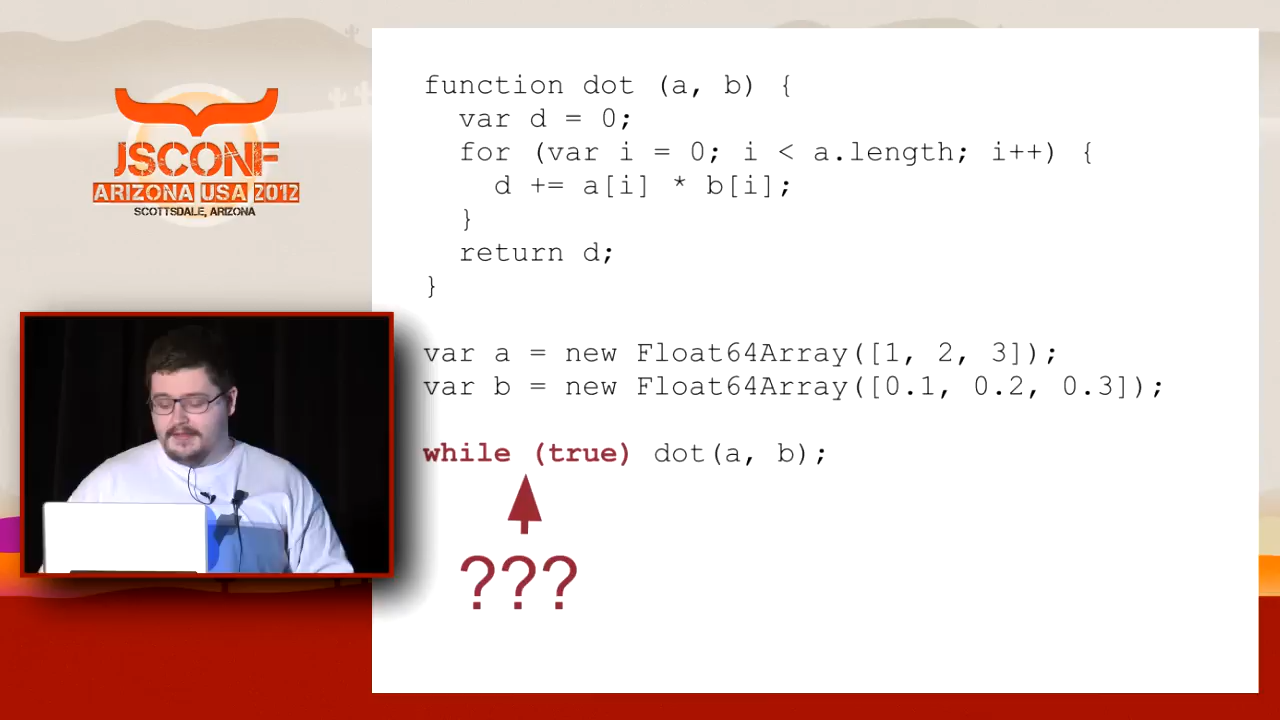 JSCONF
ARIZONA USA 2012
SCOTTSDALE, ARIZONA
function dot (a, b) {
  var d = 0;
  for (var i = 0; i < a.length; i++) {
    d += a[i] * b[i];
  }
  return d;
}
var a = new Float64Array([1, 2, 3]);
var b = new Float64Array([0.1, 0.2, 0.3]);
while (true) dot(a, b);
???